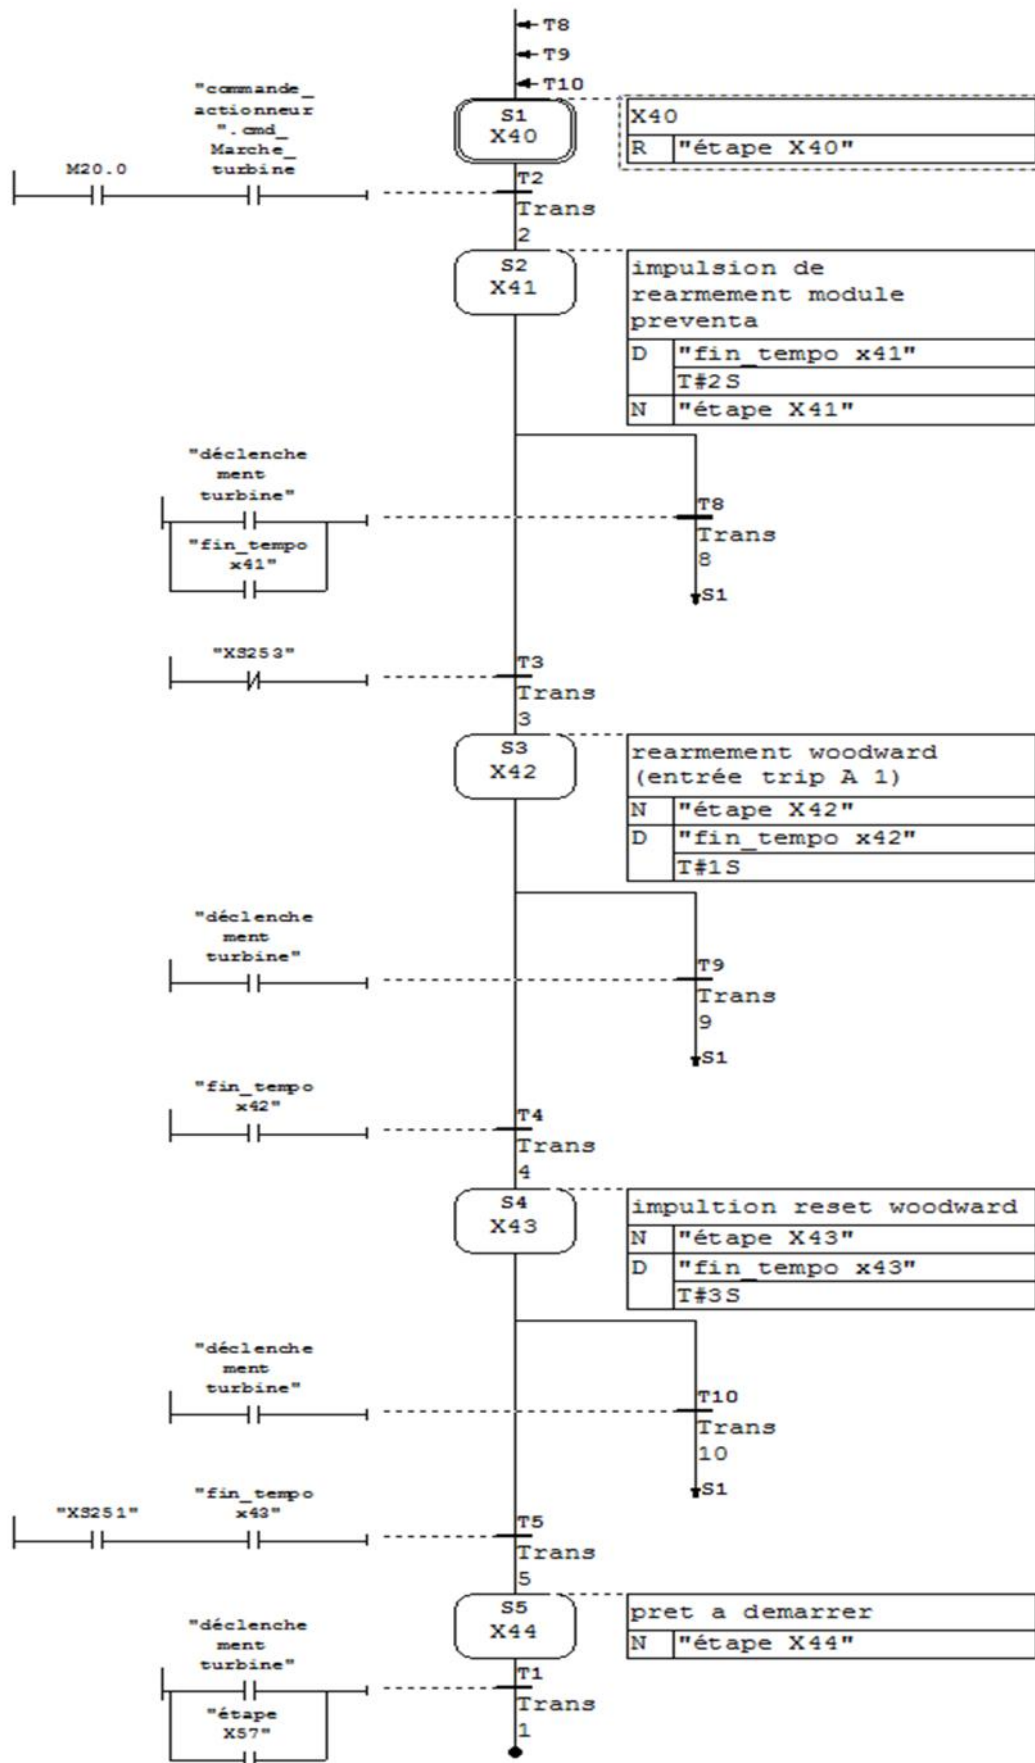 T8
T9
T10
"commande_
actionneur
".cmd_
Marche_
turbine
M20.0
S1
X40
X40
R "étape X40"
T2
Trans
2
S2
X41
impulsion de
rearmement module
preventa
D "fin_tempo x41"
T#2S
N "étape X41"
"déclenche
ment
turbine"
"fin_tempo
x41"
T8
Trans
8
S1
"XS253"
T3
Trans
3
S3
X42
rearmement woodward
(entrée trip A 1)
N "étape X42"
D "fin_tempo x42"
T#1S
"déclenche
ment
turbine"
T9
Trans
9
S1
"fin_tempo
x42"
T4
Trans
4
S4
X43
impultion reset woodward
N "étape X43"
D "fin_tempo x43"
T#3S
"déclenche
ment
turbine"
T10
Trans
10
S1
"XS251"
"fin_tempo
x43"
T5
Trans
5
S5
X44
pret a demarrer
N "étape X44"
"déclenche
ment
turbine"
"étape
X57"
T1
Trans
1